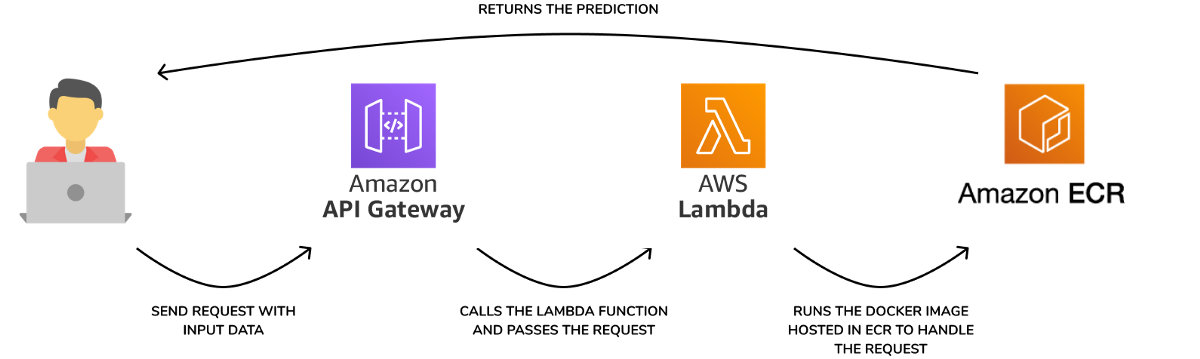 RETURNS THE PREDICTION
Amazon
API Gateway
AWS
Lambda
Amazon ECR
SEND REQUEST WITH
INPUT DATA
CALLS THE LAMBDA FUNCTION
AND PASSES THE REQUEST
RUNS THE DOCKER IMAGE
HOSTED IN ECR TO HANDLE
THE REQUEST